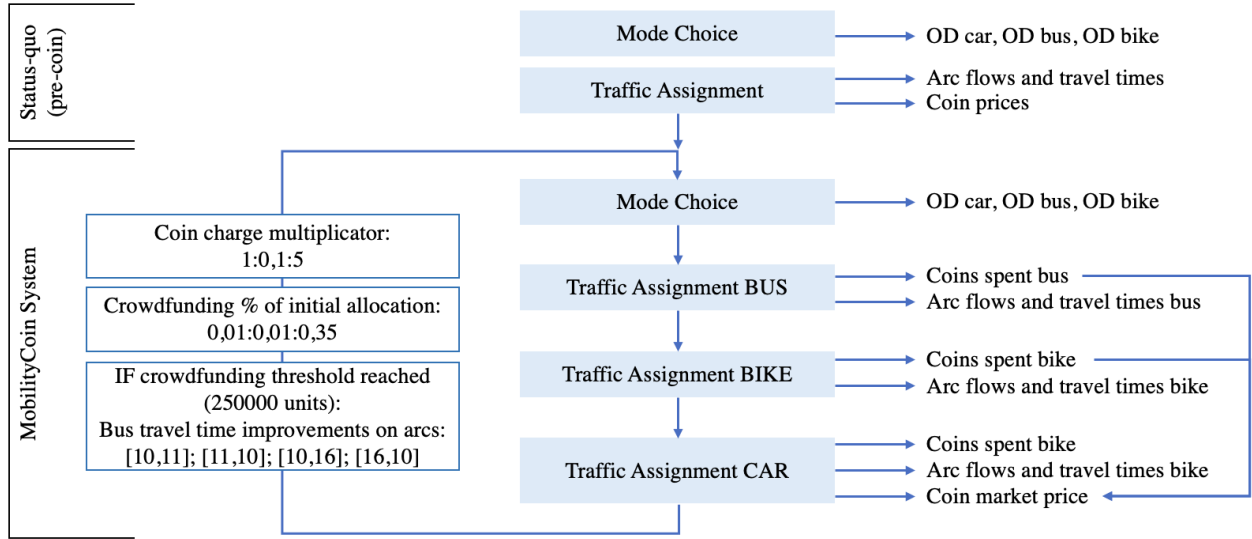 Status-quo
(pre-coin)
Mode Choice
OD car, OD bus, OD bike
Traffic Assignment
Arc flows and travel times
Coin prices
MobilityCoin System
Mode Choice
OD car, OD bus, OD bike
Coin charge multiplicator:
1:0,1:5
Crowdfunding % of initial allocation:
0,01:0,01:0,35
IF crowdfunding threshold reached
(250000 units):
Bus travel time improvements on arcs:
[10,11]; [11,10]; [10,16]; [16,10]
Traffic Assignment BUS
Coins spent bus
Arc flows and travel times bus
Traffic Assignment BIKE
Coins spent bike
Arc flows and travel times bike
Traffic Assignment CAR
Coins spent bike
Arc flows and travel times bike
Coin market price